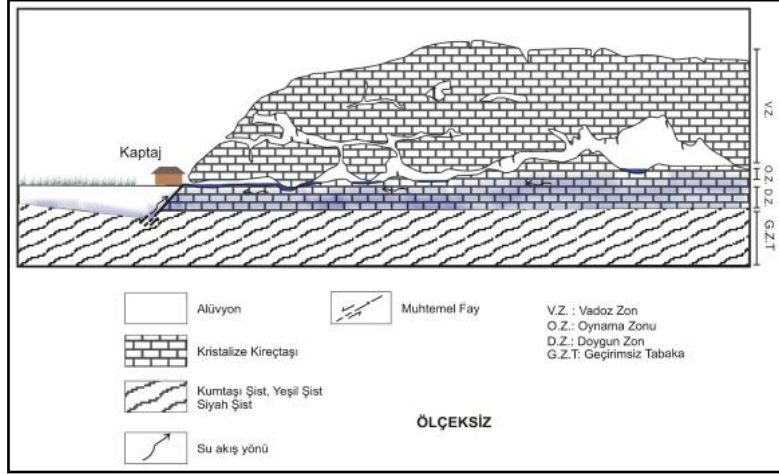 Kaptaj
V.Z.
O.Z.
D.Z.
G.Z.T
Alüvyon
Muhtemel Fay
V.Z. : Vadoz Zon
O.Z.: Oynama Zonu
D.Z.: Doygun Zon
G.Z.T: Geçirimsiz Tabaka
Kristalize Kireçtaşı
Kumtaşı Şist, Yeşil Şist
Siyah Şist
ÖLÇEKSİZ
Su akış yönü